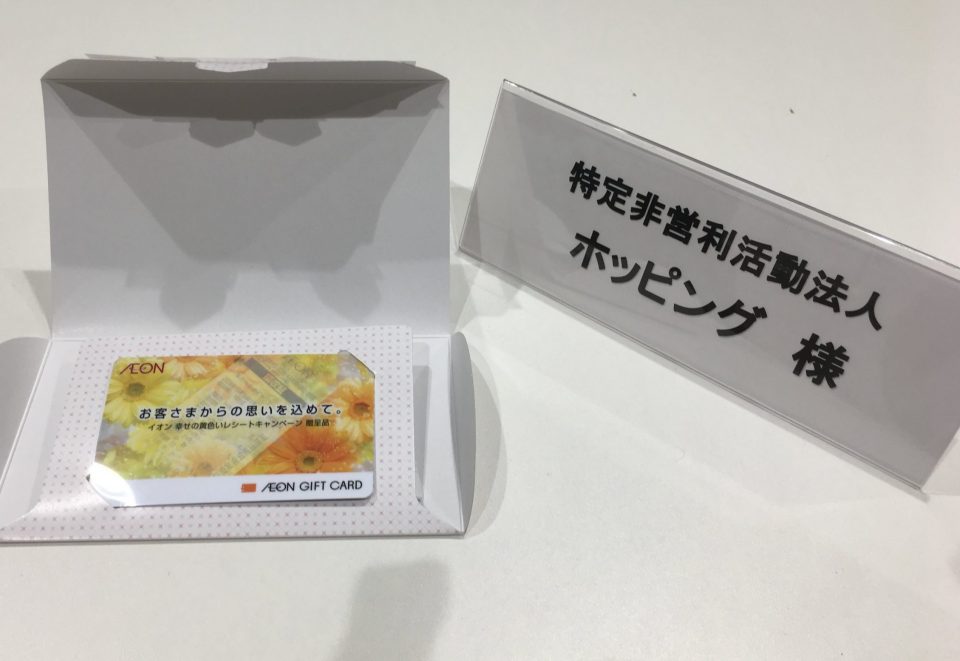 ÆON
お客さまからの思いを込めて。
イオン 幸せの黄色いレシートキャンペーン 贈呈品
ÆON GIFT CARD
特定非営利活動法人
ホッピング 様